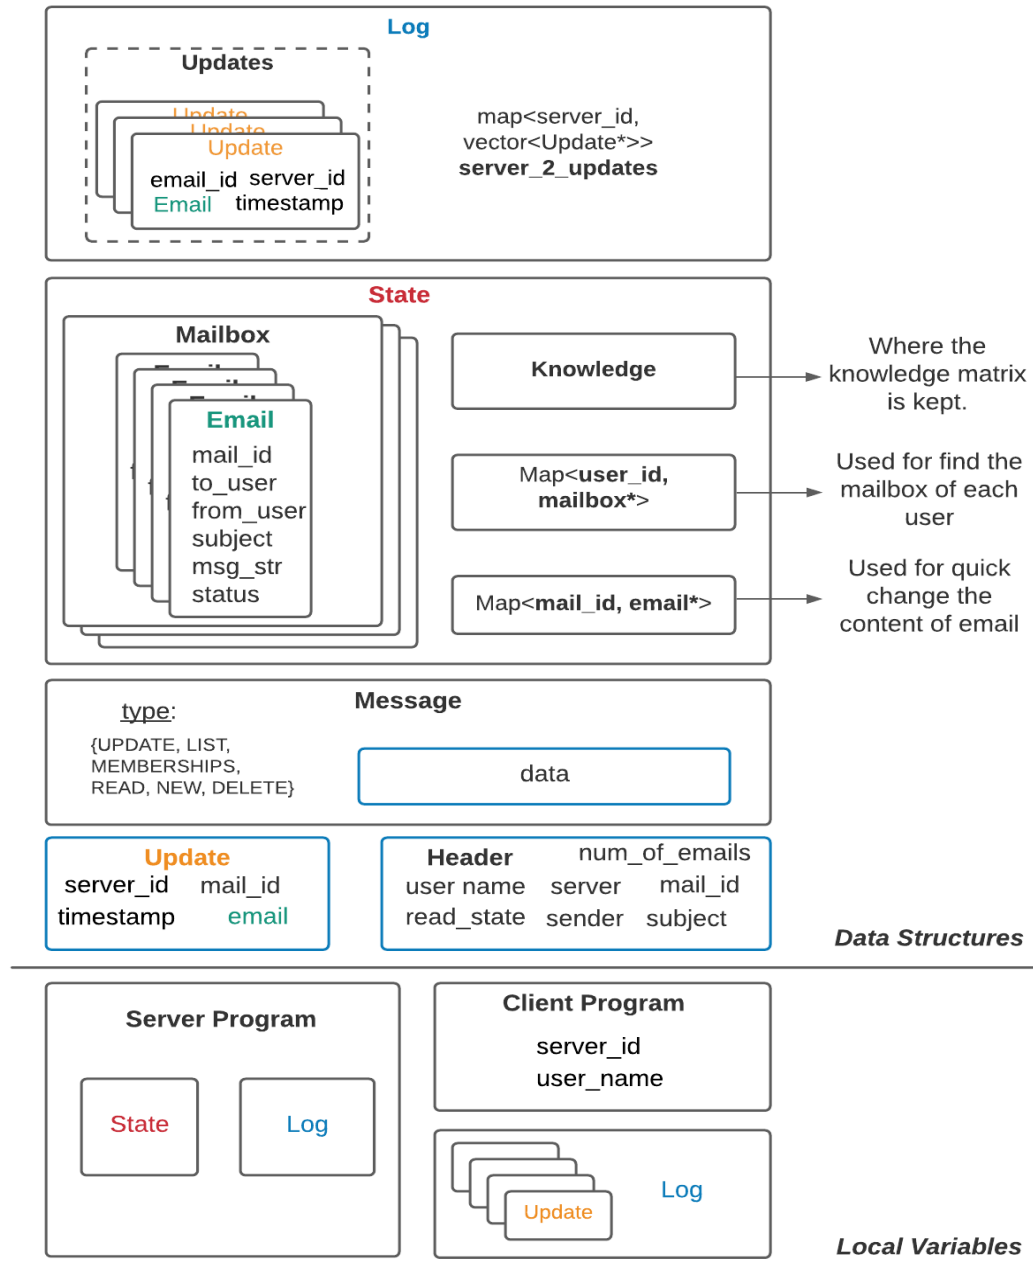 Log
Updates
Update
Update
Update
email_id server_id
Email timestamp
map<server_id,
vector<Update*>>
server_2_updates
State
Mailbox
Email
mail_id
to_user
from_user
subject
msg_str
status
Knowledge
Where the
knowledge matrix
is kept.
Map<user_id,
mailbox*>
Used for find the
mailbox of each
user
Map<mail_id, email*>
Used for quick
change the
content of email
Message
type:
{UPDATE, LIST,
MEMBERSHIPS,
READ, NEW, DELETE}
data
Update
server_id mail_id
timestamp email
Header num_of_emails
user name server mail_id
read_state sender subject
Data Structures
Server Program
State
Log
Client Program
server_id
user_name
Update
Log
Local Variables